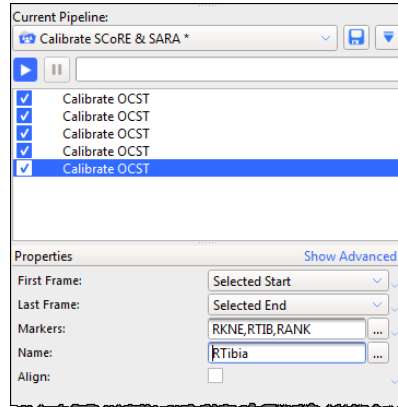 Current Pipeline:
Calibrate SCoRE & SARA *
Calibrate OCST
Calibrate OCST
Calibrate OCST
Calibrate OCST
Calibrate OCST
Properties Show Advanced
First Frame: Selected Start
Last Frame: Selected End
Markers: RKNE,RTIB,RANK ...
Name: RTibia ...
Align: